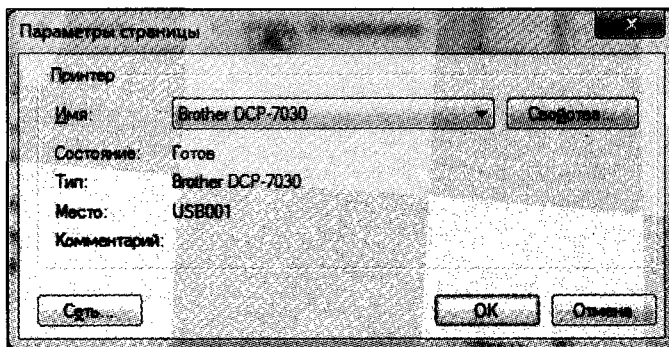 Параметры страницы
Принтер
Имя: Brother DCP-7030 Свойства...
Состояние: Готов
Тип: Brother DCP-7030
Место: USB001
Комментарий:
Сеть... OK Отмена